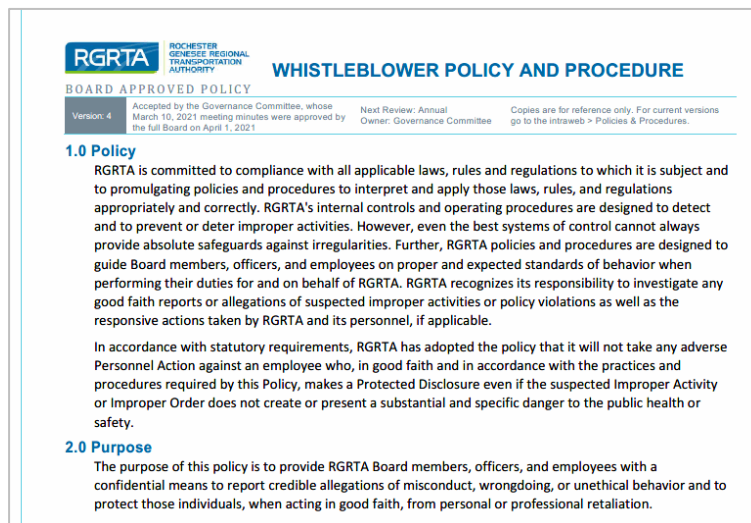 RGRTA
ROCHESTER
GENESEE REGIONAL
TRANSPORTATION
AUTHORITY
WHISTLEBLOWER POLICY AND PROCEDURE
BOARD APPROVED POLICY
Version: 4
Accepted by the Governance Committee, whose
March 10, 2021 meeting minutes were approved by
the full Board on April 1, 2021
Next Review: Annual
Owner: Governance Committee
Copies are for reference only. For current versions
go to the intraweb > Policies & Procedures.
1.0 Policy
RGRTA is committed to compliance with all applicable laws, rules and regulations to which it is subject and
to promulgating policies and procedures to interpret and apply those laws, rules, and regulations
appropriately and correctly. RGRTA's internal controls and operating procedures are designed to detect
and to prevent or deter improper activities. However, even the best systems of control cannot always
provide absolute safeguards against irregularities. Further, RGRTA policies and procedures are designed to
guide Board members, officers, and employees on proper and expected standards of behavior when
performing their duties for and on behalf of RGRTA. RGRTA recognizes its responsibility to investigate any
good faith reports or allegations of suspected improper activities or policy violations as well as the
responsive actions taken by RGRTA and its personnel, if applicable.
In accordance with statutory requirements, RGRTA has adopted the policy that it will not take any adverse
Personnel Action against an employee who, in good faith and in accordance with the practices and
procedures required by this Policy, makes a Protected Disclosure even if the suspected Improper Activity
or Improper Order does not create or present a substantial and specific danger to the public health or
safety.
2.0 Purpose
The purpose of this policy is to provide RGRTA Board members, officers, and employees with a
confidential means to report credible allegations of misconduct, wrongdoing, or unethical behavior and to
protect those individuals, when acting in good faith, from personal or professional retaliation.